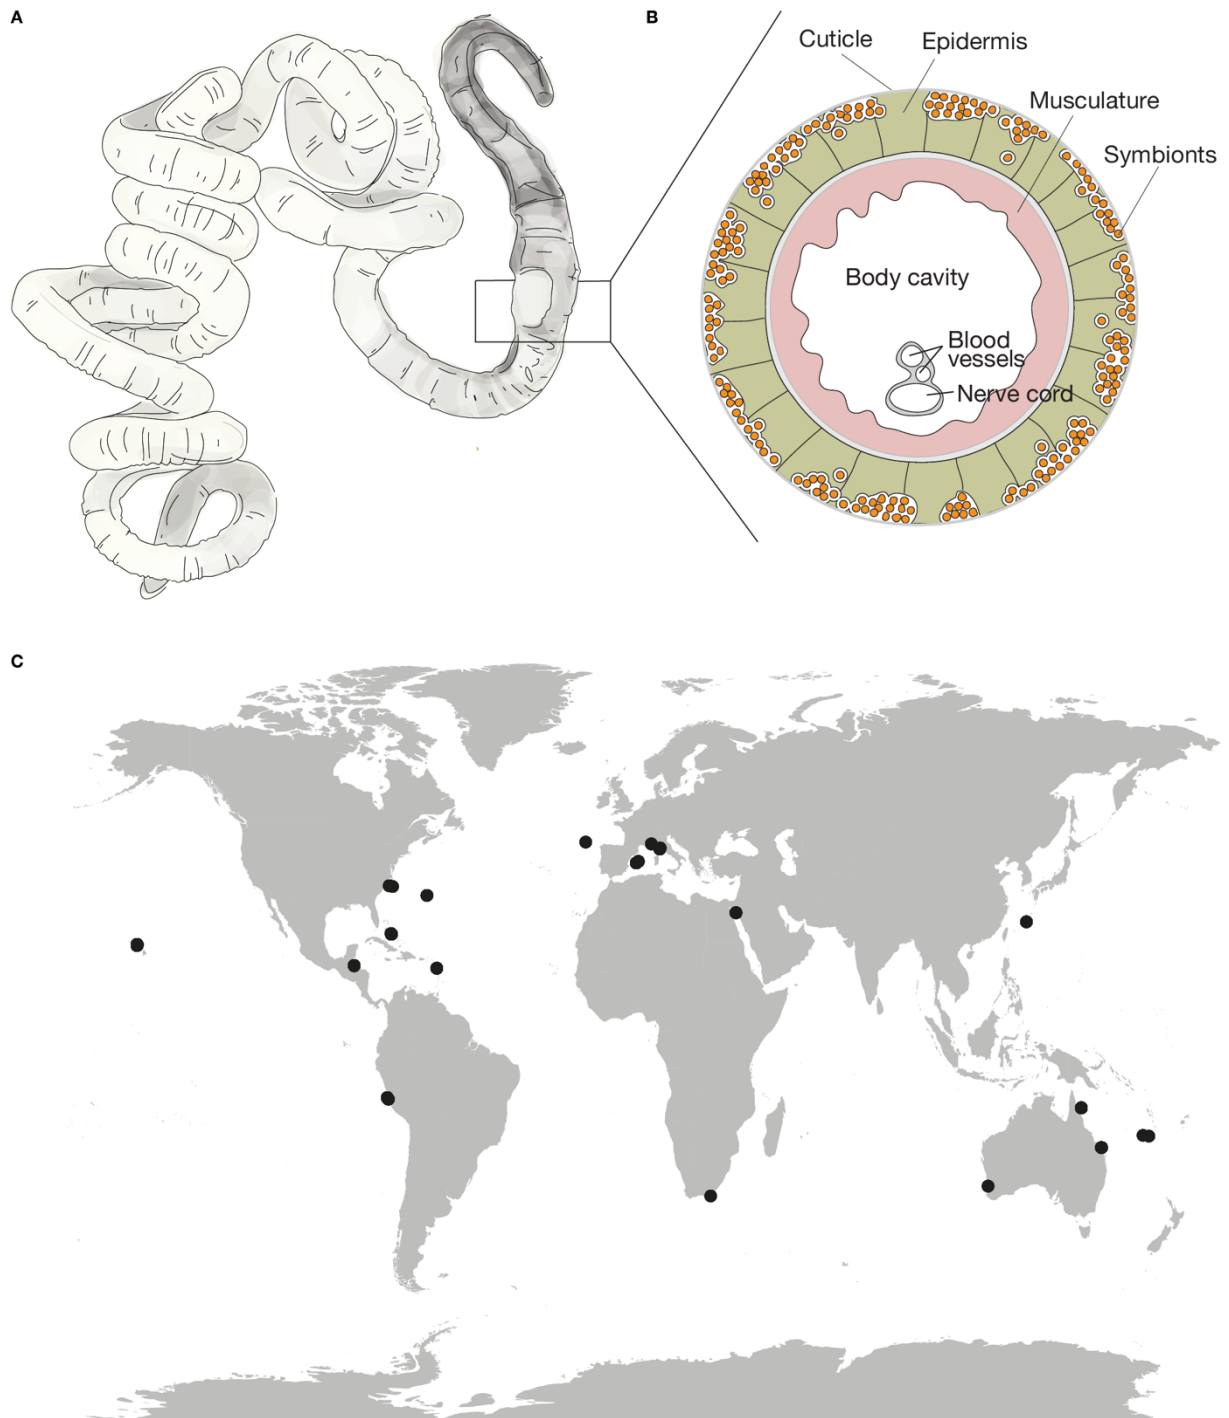 A
B
Cuticle
Epidermis
Musculature
Symbionts
Body cavity
Blood
vessels
Nerve cord
C